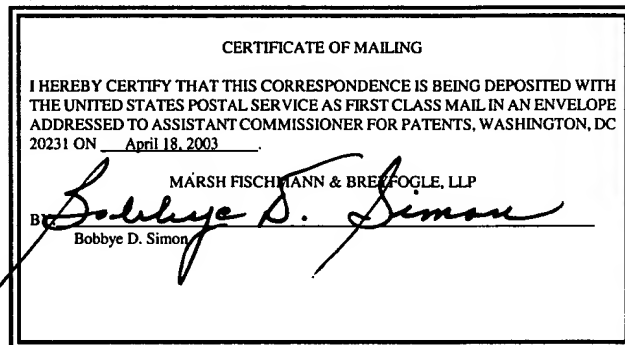 CERTIFICATE OF MAILING
I HEREBY CERTIFY THAT THIS CORRESPONDENCE IS BEING DEPOSITED WITH
THE UNITED STATES POSTAL SERVICE AS FIRST CLASS MAIL IN AN ENVELOPE
ADDRESSED TO ASSISTANT COMMISSIONER FOR PATENTS, WASHINGTON, DC
20231 ON April 18, 2003.
MARSH FISCHMANN & BREYFOGLE, LLP
BY Bobbye D. Simon
Bobbye D. Simon